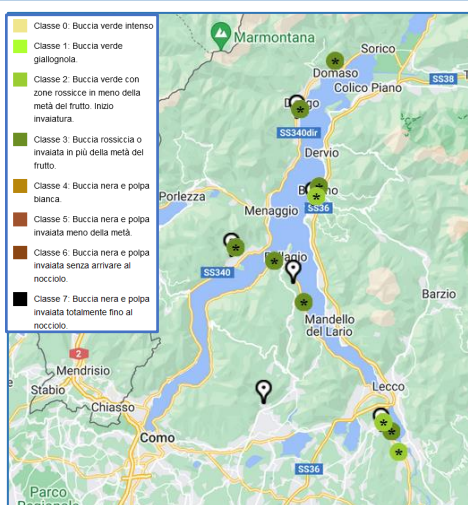 Classe 0: Buccia verde intenso
Classe 1: Buccia verde
giallognola.
Classe 2: Buccia verde con
zone rossicce in meno della
metà del frutto. Inizio
invaiatura.
Classe 3: Buccia rossiccia o
invaiata in più della metà del
frutto.
Classe 4: Buccia nera e polpa
bianca.
Classe 5: Buccia nera e polpa
invaiata meno della metà.
Classe 6: Buccia nera e polpa
invaiata senza arrivare al
nocciolo.
Classe 7: Buccia nera e polpa
invaiata totalmente fino al
nocciolo.
Marmontana
Sorico
Domaso
SS38
Colico Piano
SS340dir
Dervio
Porlezza
SS36
Menaggio
SS340
Barzio
Mandello
del Lario
2
Mendrisio
Stabio
Chiasso
Lecco
Como
SS36
Parco